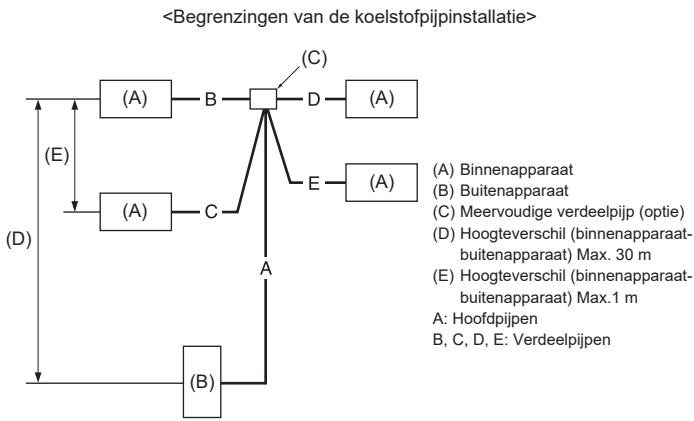 <Begrenzingen van de koelstofpijpinstallatie>
(C)
(A) B D (A)
(E)
(A) C E (A)
(D)
A
(B)
(A) Binnenapparaat
(B) Buitenapparaat
(C) Meervoudige verdeelpijp (optie)
(D) Hoogteverschil (binnenapparaat-
buitenapparaat) Max. 30 m
(E) Hoogteverschil (binnenapparaat-
buitenapparaat) Max.1 m
A: Hoofdpijpen
B, C, D, E: Verdeelpijpen